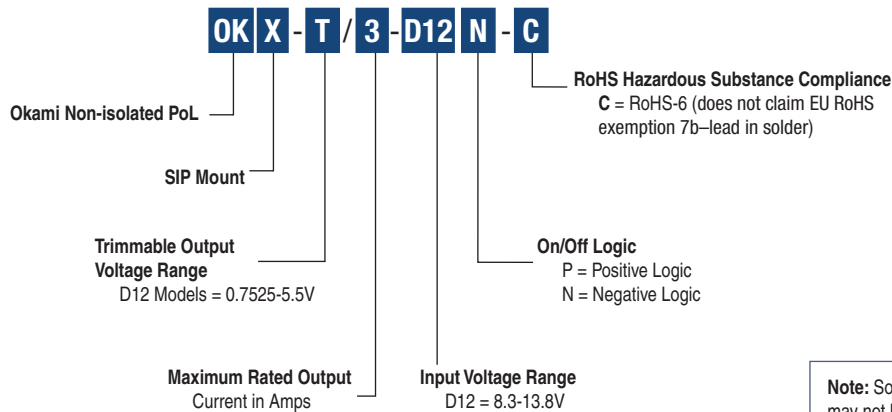 OK X - T / 3 - D12 N - C
RoHS Hazardous Substance Compliance
C = RoHS-6 (does not claim EU RoHS
exemption 7b–lead in solder)
Okami Non-isolated PoL
SIP Mount
Trimmable Output
Voltage Range
D12 Models = 0.7525-5.5V
On/Off Logic
P = Positive Logic
N = Negative Logic
Maximum Rated Output
Current in Amps
Input Voltage Range
D12 = 8.3-13.8V
Note:
may not